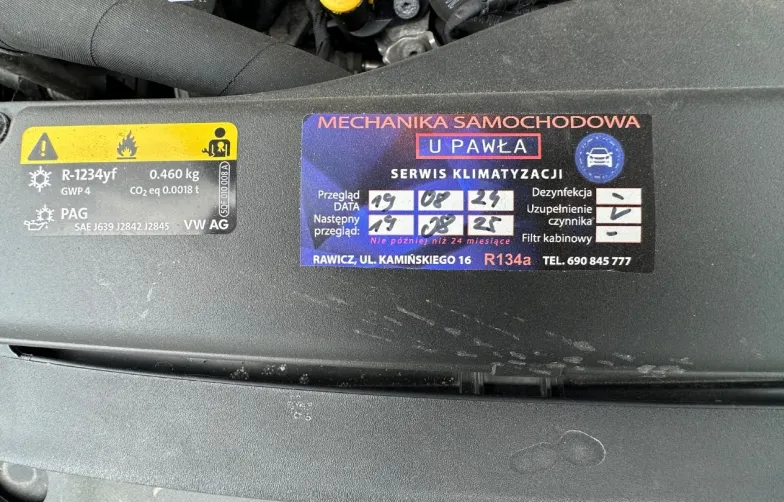 R-1234yf 0.460 kg
GWP 4 CO₂ eq 0.0018 t
PAG
SAE J639 J2842 J2845 VW AG
MECHANIKA SAMOCHODOWA
U PAWŁA
SERWIS KLIMATYZACJI
Przegląd DATA 19 08 24
Następny przegląd: 19 08 25
Nie później niż 24 miesiące
Dezynfekcja -
Uzupełnienie czynnika ✓
Filtr kabinowy -
RAWICZ, UL. KAMIŃSKIEGO 16 R134a TEL. 690 845 777